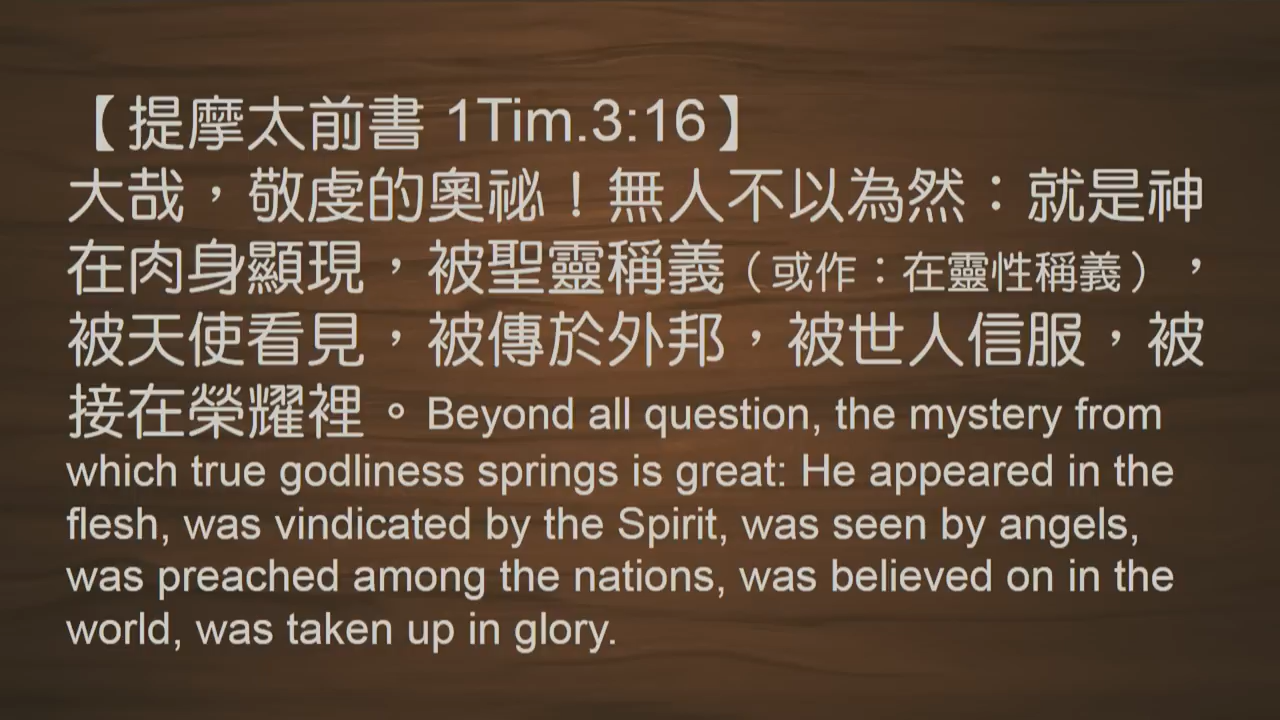 【提摩太前書 1Tim.3:16】
大哉，敬虔的奧祕！無人不以為然：就是神
在肉身顯現，被聖靈稱義（或作：在靈性稱義），
被天使看見，被傳於外邦，被世人信服，被
接在榮耀裡。Beyond all question, the mystery from
which true godliness springs is great: He appeared in the
flesh, was vindicated by the Spirit, was seen by angels,
was preached among the nations, was believed on in the
world, was taken up in glory.